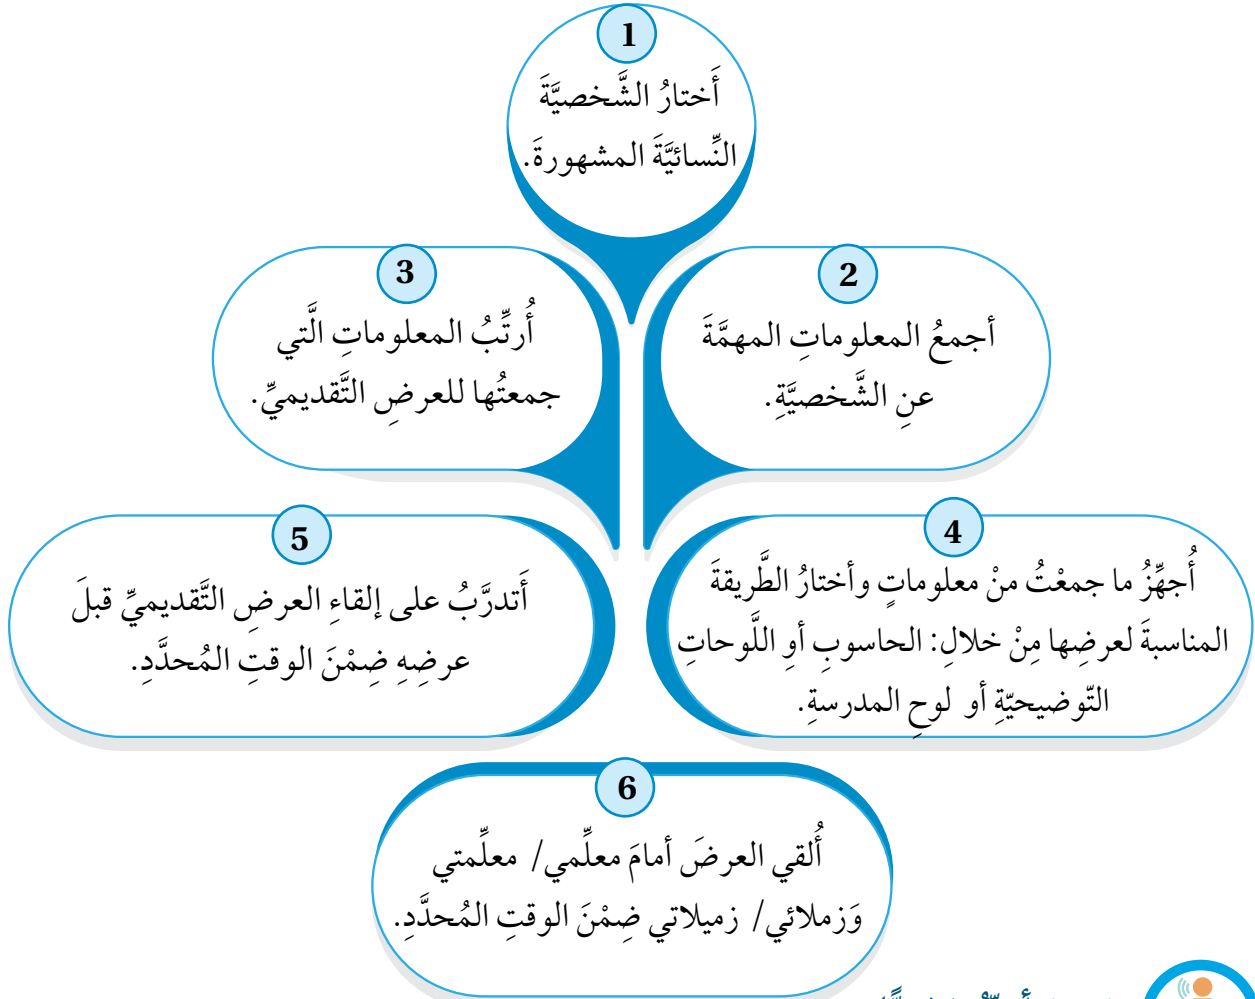 1
أَختارُ الشَّخصيَّةَ
النِّسائيَّةَ المشهورةَ.
2
أجمعُ المعلوماتِ المهمَّةَ
عنِ الشَّخصيَّةِ.
3
أُرتِّبُ المعلوماتِ الَّتي
جمعتُها للعرضِ التَّقديميِّ.
4
أُجهِّزُ ما جمعْتُ منْ معلوماتٍ وأختارُ الطَّريقةَ
المناسبةَ لعرضِها مِنْ خلالِ: الحاسوبِ أوِ اللَّوحاتِ
التّوضيحيّةِ أو لوحِ المدرسةِ.
5
أَتدرَّبُ على إلقاءِ العرضِ التَّقديميِّ قبلَ
عرضِهِ ضِمْنَ الوقتِ المُحدَّدِ.
6
أُلقي العرضَ أمامَ معلِّمي/ معلِّمتي
وَزملائي/ زميلاتي ضِمْنَ الوقتِ المُحدَّدِ.